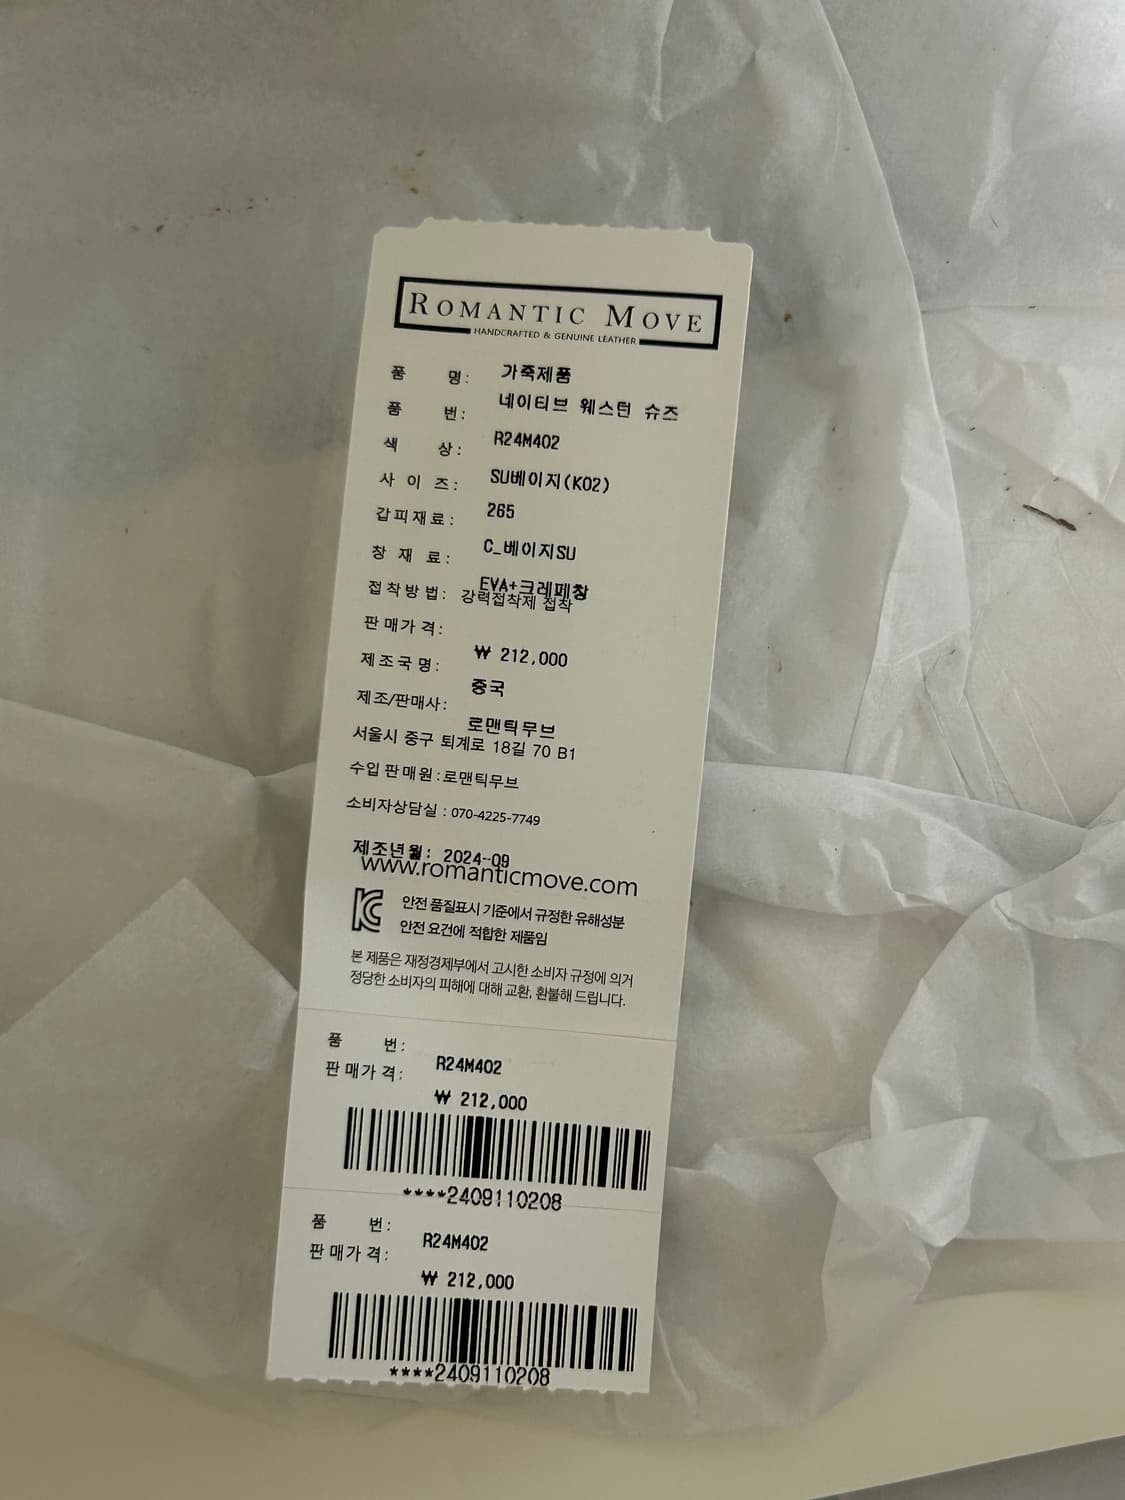 ROMANTIC MOVE
HANDCRAFTED & GENUINE LEATHER
품 명: 가죽제품
품 번: 네이티브 웨스턴 슈즈
색 상: R24M402
사 이 즈: SU베이지(K02)
갑피재료: 265
창 재 료: C_베이지SU
EVA+크레페창
접착방법: 강력접착제 접착
판매가격:
₩ 212,000
제조국명:
중국
제조/판매사:
로맨틱무브
서울시 중구 퇴계로 18길 70 B1
수입판매원:로맨틱무브
소비자상담실 : 070-4225-7749
제조년월: 2024-09
www.romanticmove.com
안전 품질표시 기준에서 규정한 유해성분
안전 요건에 적합한 제품임
본 제품은 재정경제부에서 고시한 소비자 규정에 의거
정당한 소비자의 피해에 대해 교환, 환불해 드립니다.
품 번: R24M402
판매가격:
₩ 212,000
****2409110208
품 번: R24M402
판매가격:
₩ 212,000
****2409110208